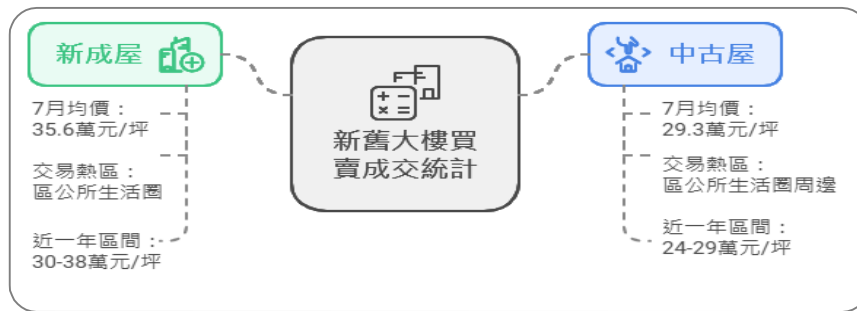 新成屋
7月均價：
35.6萬元/坪
交易熱區：
區公所生活圈
近一年區間：
30-38萬元/坪
新舊大樓買
賣成交統計
中古屋
7月均價：
29.3萬元/坪
交易熱區：
區公所生活圈周邊
近一年區間：
24-29萬元/坪